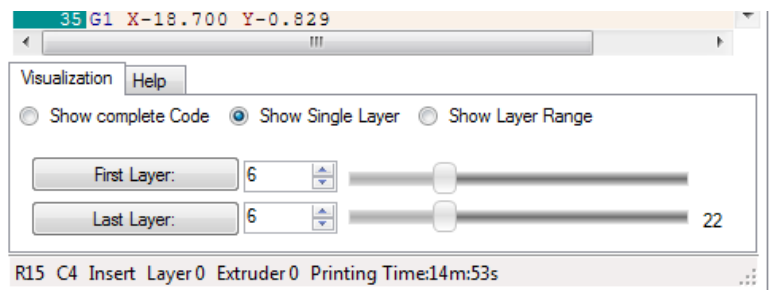 35 G1 X-18.700 Y-0.829
Visualization Help
Show complete Code Show Single Layer Show Layer Range
First Layer: 6
Last Layer: 6 22
R15 C4 Insert Layer 0 Extruder 0 Printing Time:14m:53s